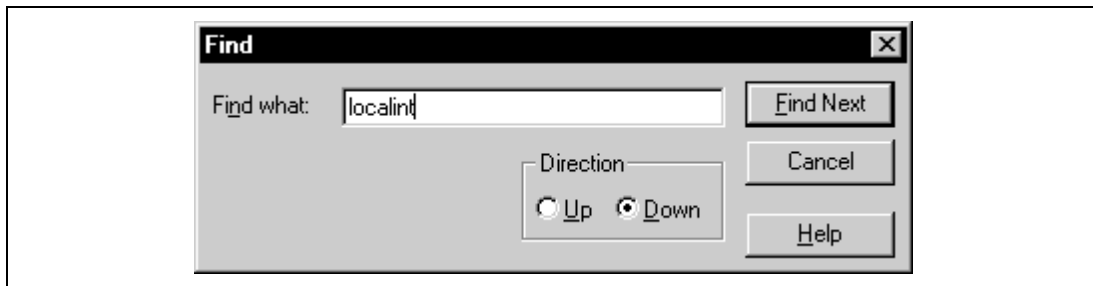 Find
Find what: localint Find Next
Direction Cancel
Up Down
Help